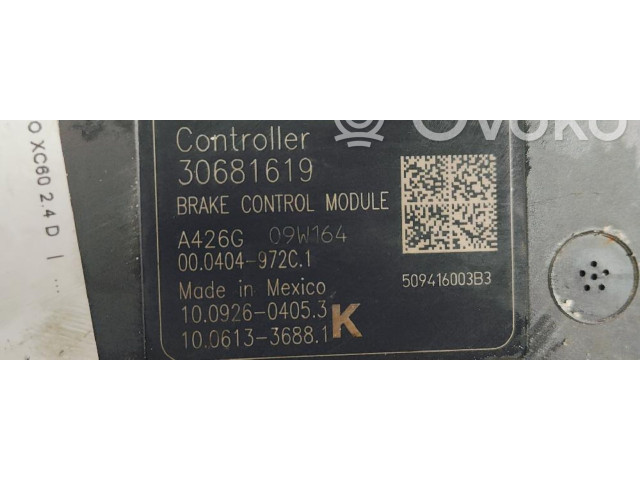 Controller
30681619
BRAKE CONTROL MODULE
A426G 09W164
00.0404-972C.1
Made in Mexico
10.0926-0405.3
10.0613-3688.1
K
509416003B3
O XC60 2.4 D | ...
Ovoko